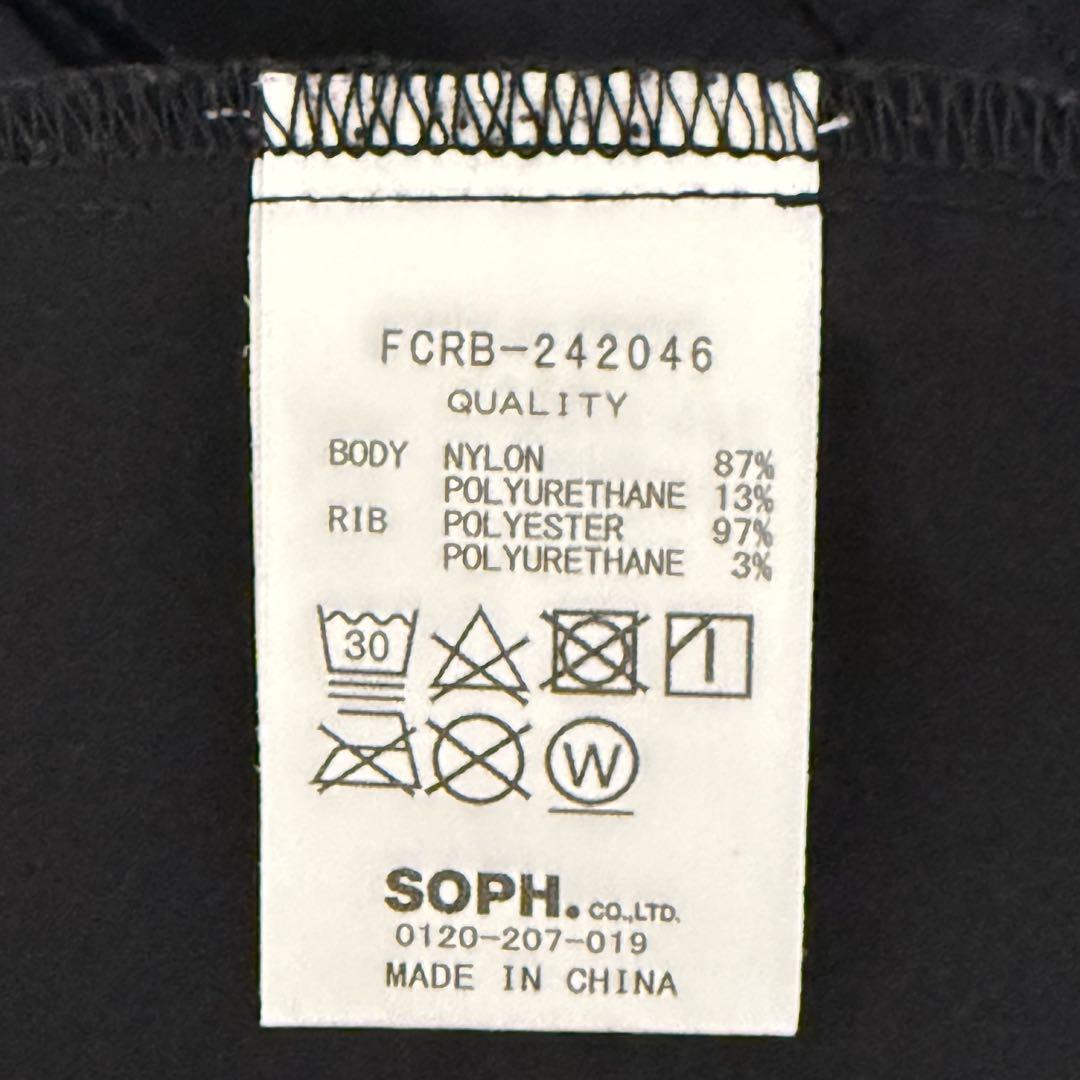 FCRB-242046
QUALITY
BODY NYLON 87%
POLYURETHANE 13%
RIB POLYESTER 97%
POLYURETHANE 3%
30
W
SOPH.CO.,LTD.
0120-207-019
MADE IN CHINA